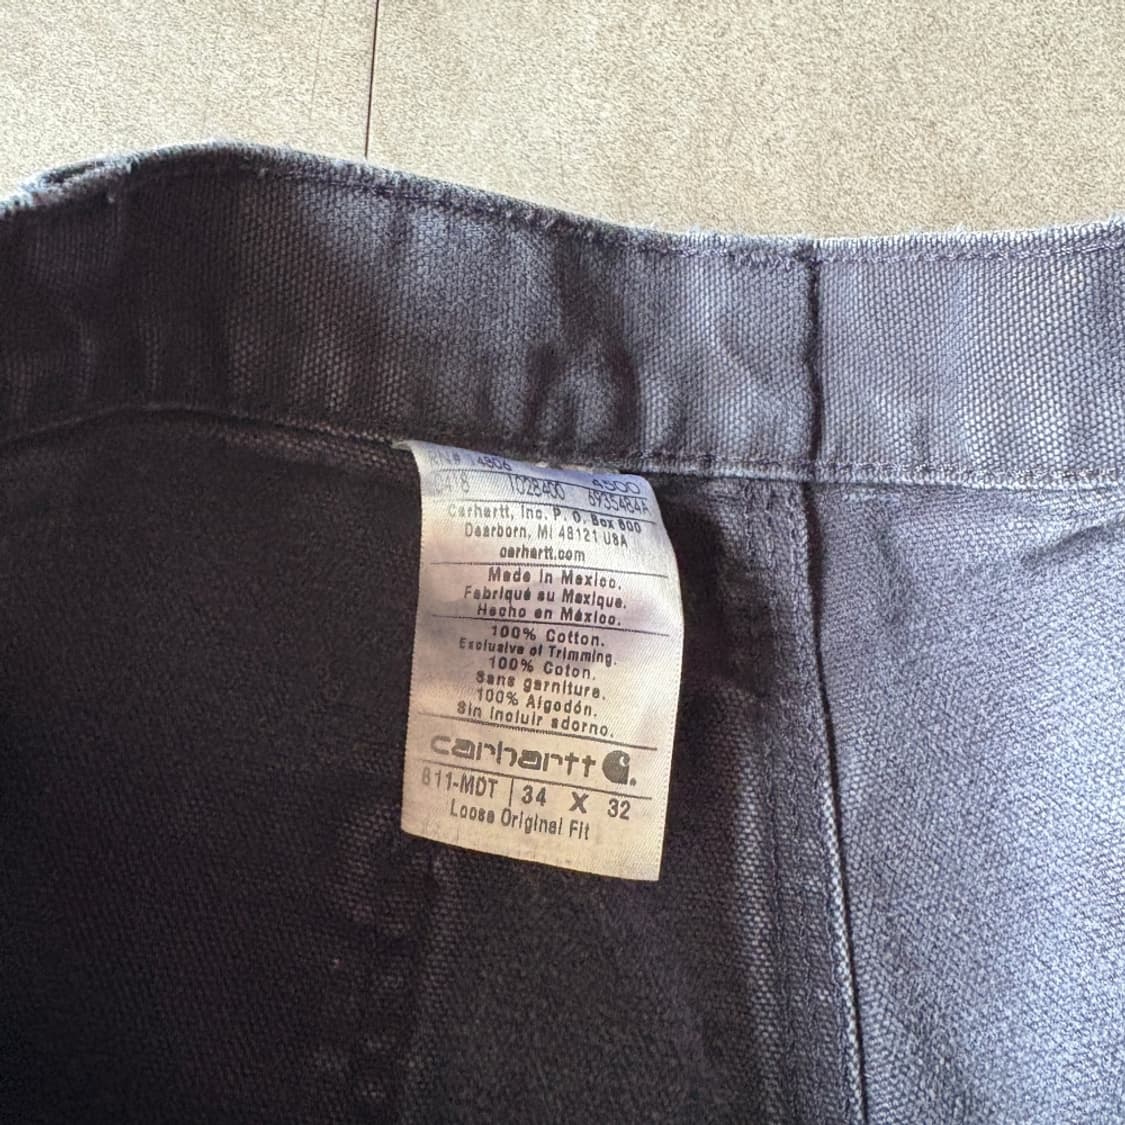 RN# 14806
0418 1028400 4500
6935484A
Carhartt, Inc. P. O. Box 600
Dearborn, MI 48121 USA
carhartt.com
Made in Mexico.
Fabriqué au Mexique.
Hecho en México.
100% Cotton.
Exclusive of Trimming.
100% Coton.
Sans garniture.
100% Algodón.
Sin incluir adorno.
carhartt
811-MDT | 34 X 32
Loose Original Fit